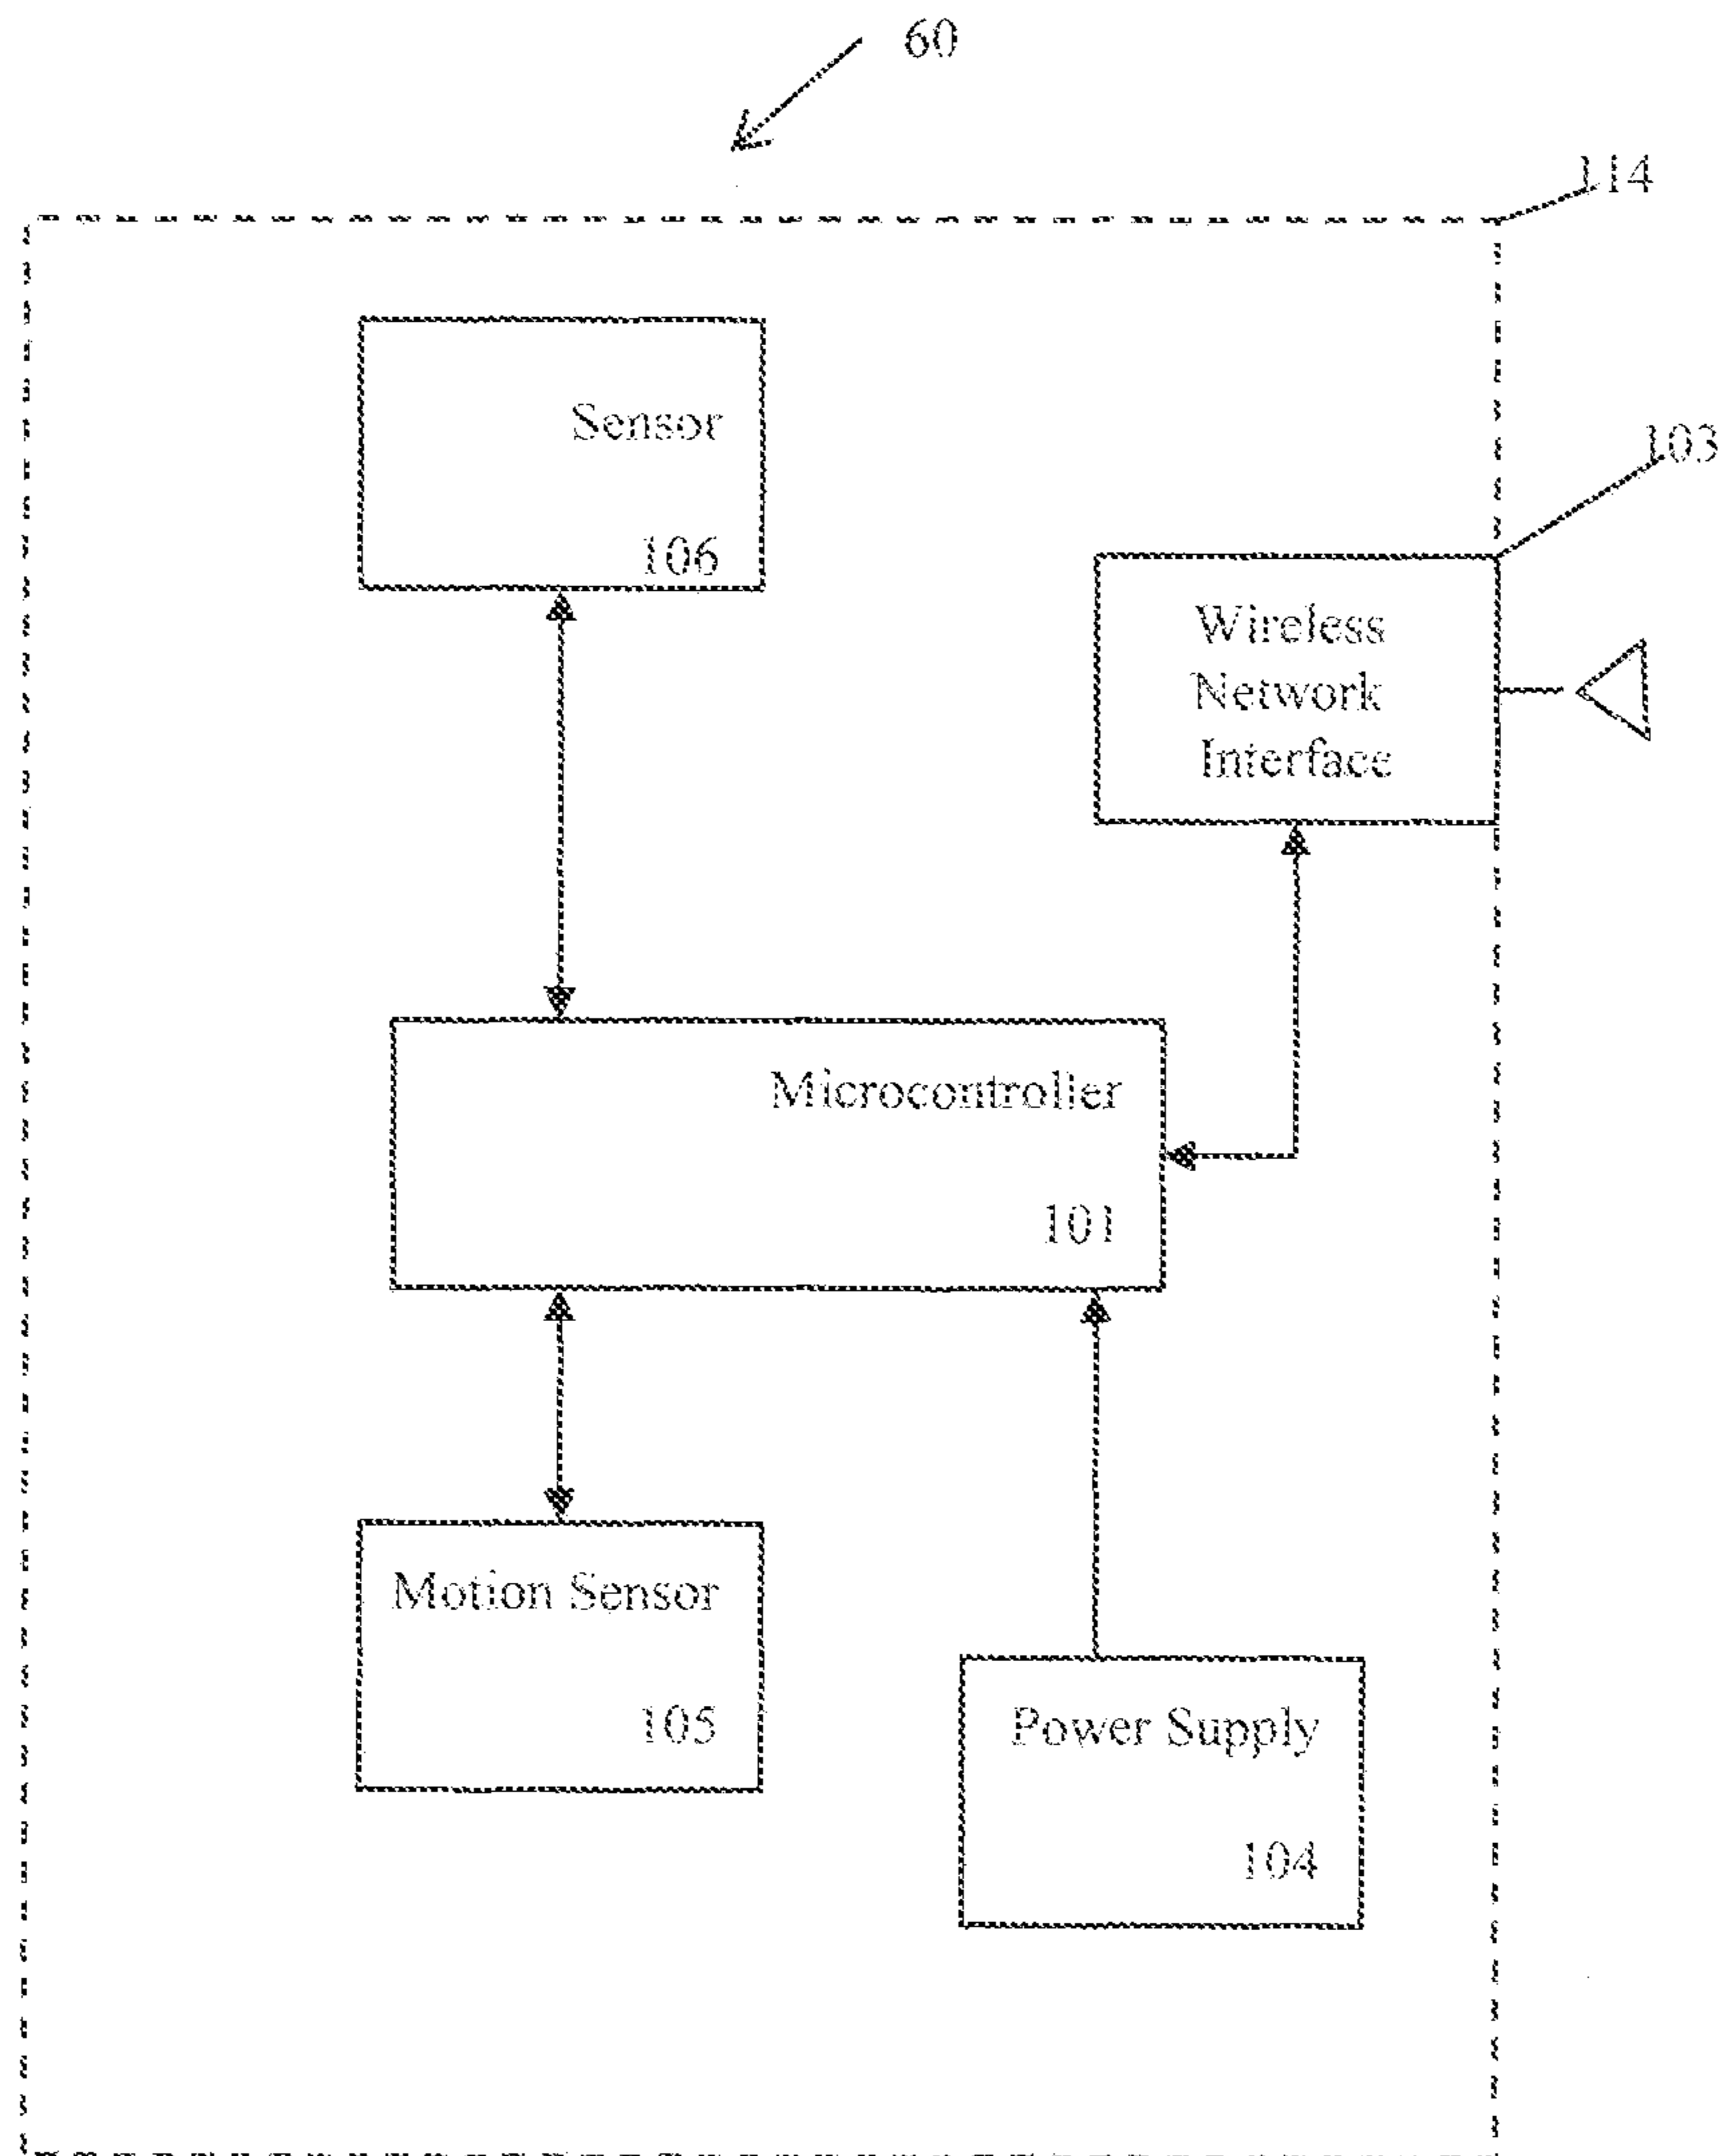 60
114
Sensor
106
103
Wireless
Network
Interface
Microcontroller
101
Motion Sensor
105
Power Supply
104